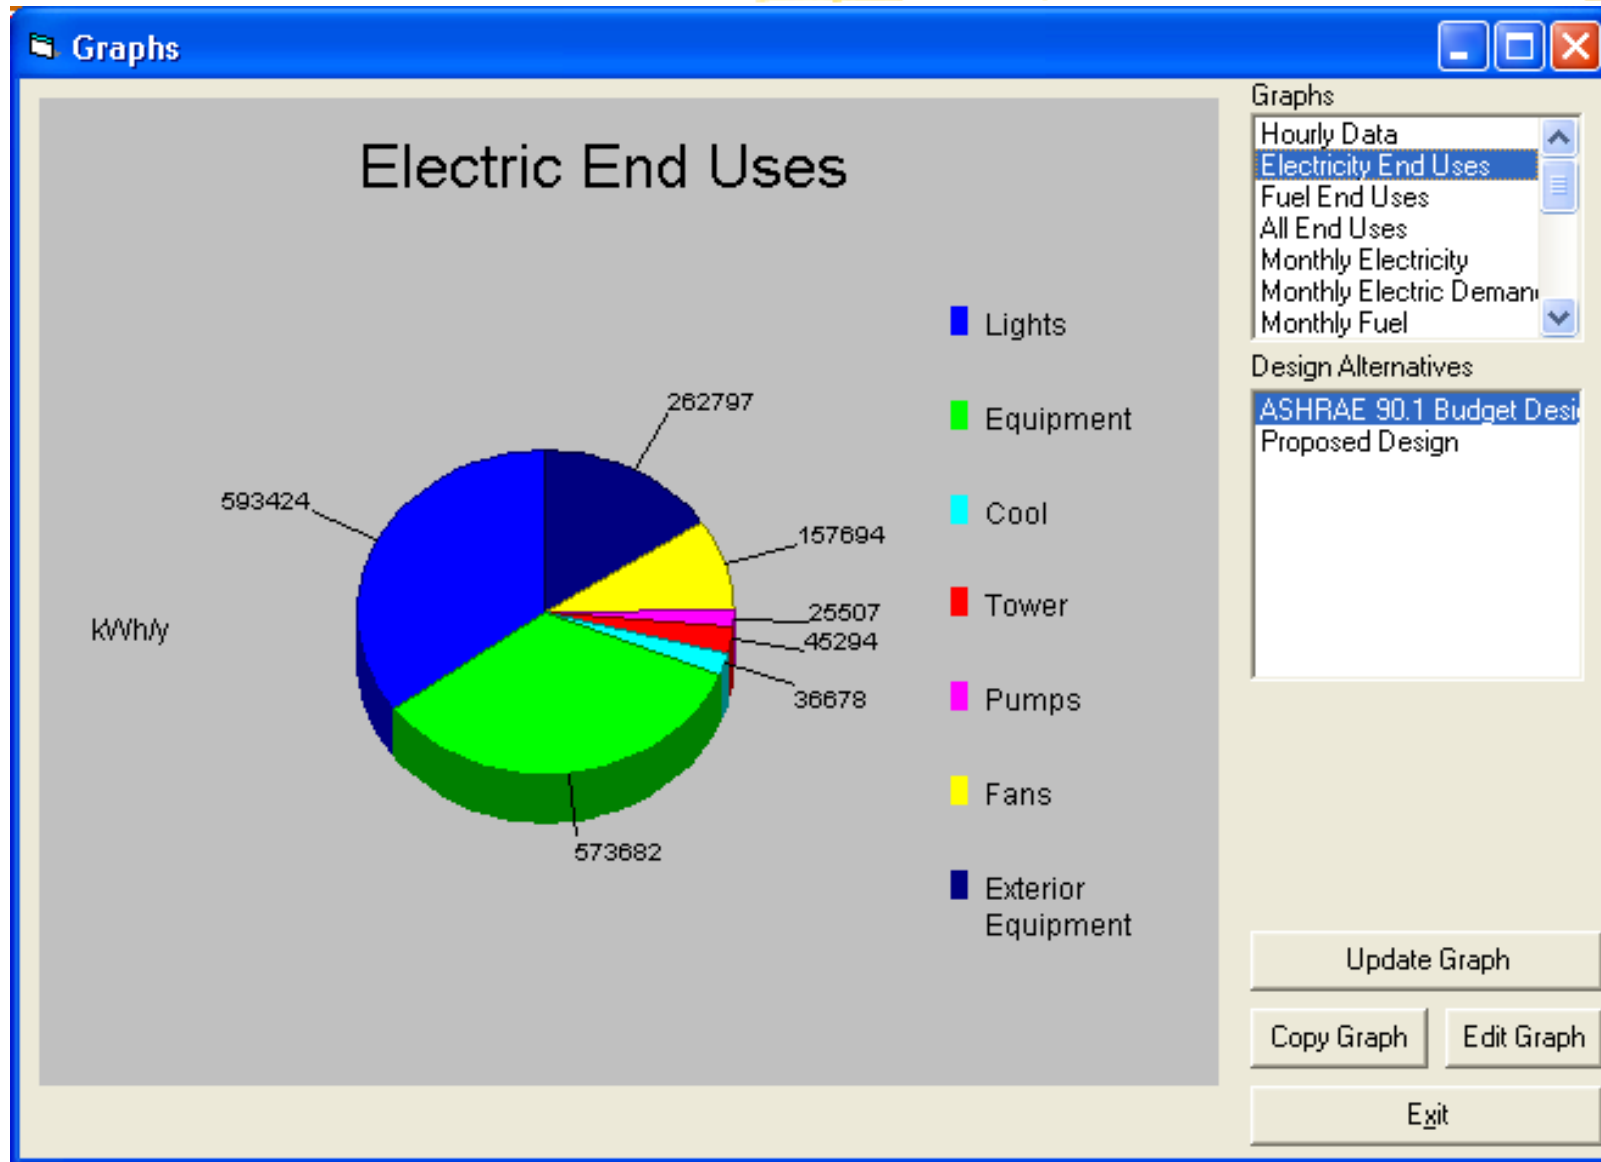 Graphs
Electric End Uses
Lights
262797
Equipment
593424
Cool
157694
Tower
25507
kWh/y
45294
36678
Pumps
Fans
573682
Exterior
Equipment
Graphs
Hourly Data
Electricity End Uses
Fuel End Uses
All End Uses
Monthly Electricity
Monthly Electric Deman
Monthly Fuel
Design Alternatives
ASHRAE 90.1 Budget Desi
Proposed Design
Update Graph
Copy Graph
Edit Graph
Exit